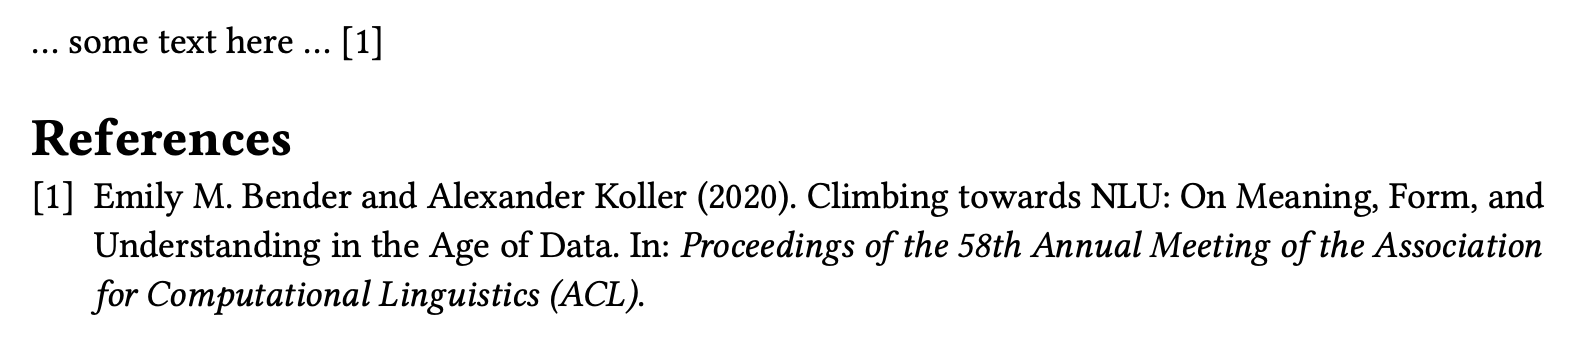 ... some text here ... [1]
References
[1] Emily M. Bender and Alexander Koller (2020). Climbing towards NLU: On Meaning, Form, and
Understanding in the Age of Data. In: Proceedings of the 58th Annual Meeting of the Association
for Computational Linguistics (ACL).